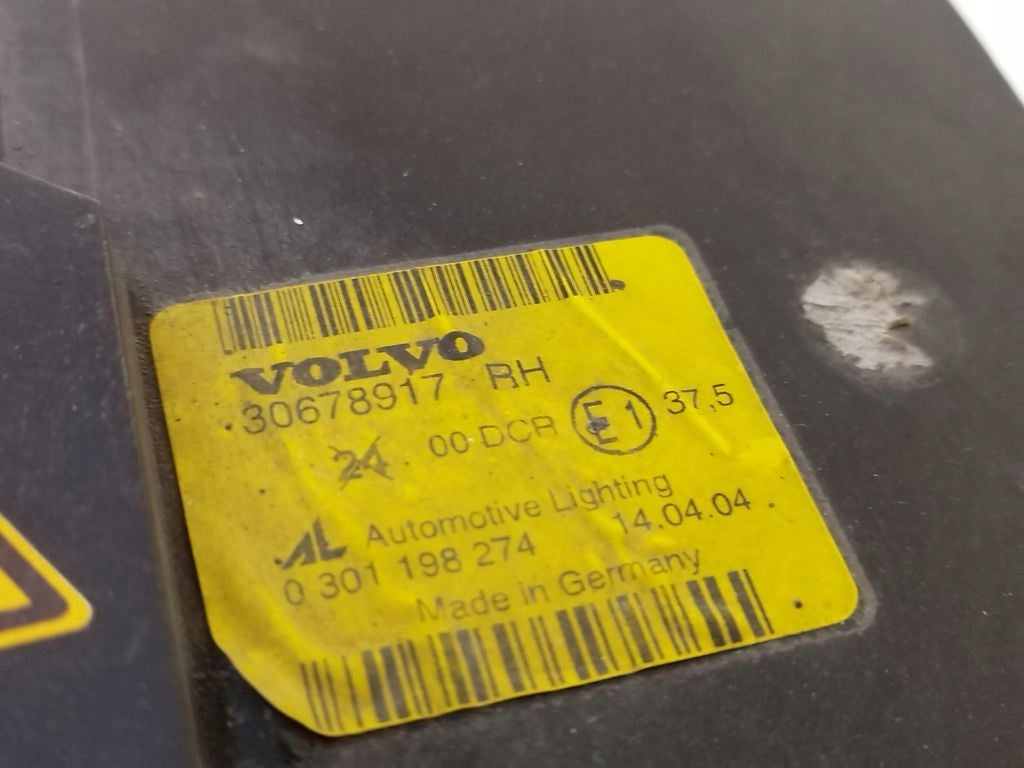 VOLVO
30678917 RH
24 00 DCR E1 37,5
AL Automotive Lighting
0 301 198 274 14.04.04
Made in Germany